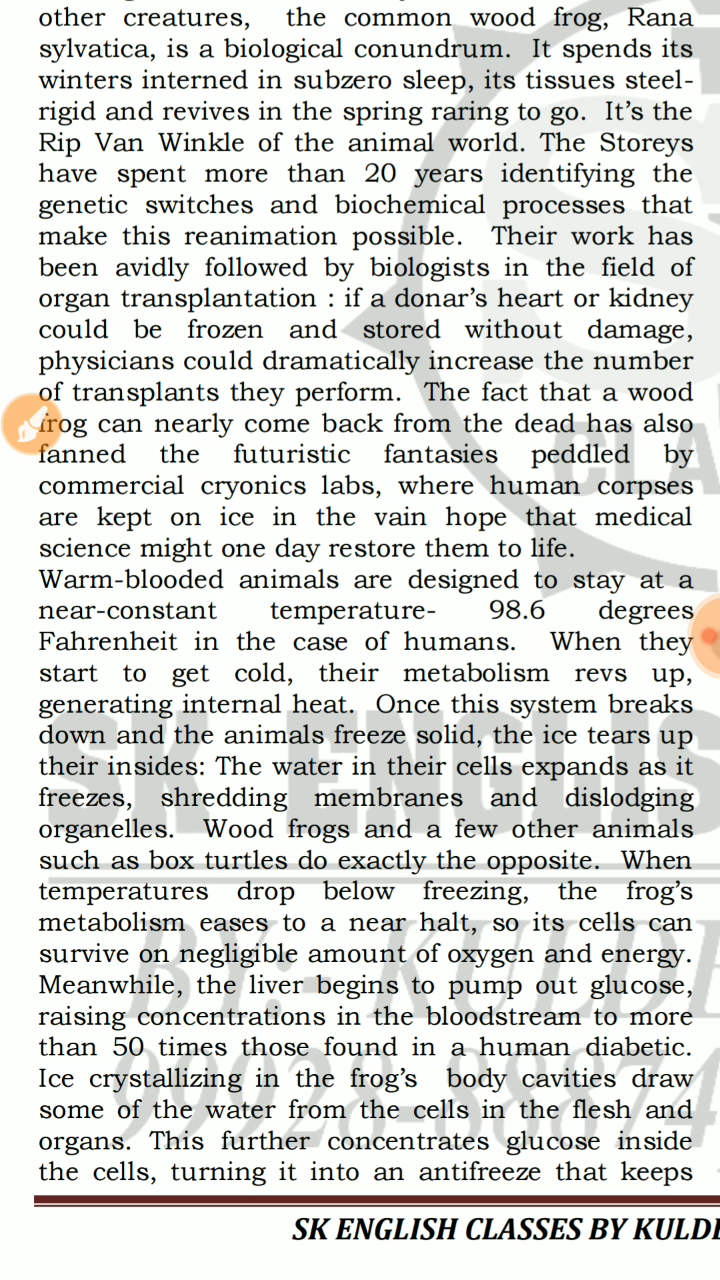 other creatures, the common wood frog, Rana
sylvatica, is a biological conundrum. It spends its
winters interned in subzero sleep, its tissues steel-
rigid and revives in the spring raring to go. It's the
Rip Van Winkle of the animal world. The Storeys
have spent more than 20 years identifying the
genetic switches and biochemical processes that
make this reanimation possible. Their work has
been avidly followed by biologists in the field of
organ transplantation : if a donar's heart or kidney
could be frozen and stored without damage,
physicians could dramatically increase the number
of transplants they perform. The fact that a wood
frog can nearly come back from the dead has also
fanned the futuristic fantasies peddled by
commercial cryonics labs, where human corpses
are kept on ice in the vain hope that medical
science might one day restore them to life.
Warm-blooded animals are designed to stay at a
near-constant temperature- 98.6 degrees
Fahrenheit in the case of humans. When they
start to get cold, their metabolism revs up,
generating internal heat. Once this system breaks
down and the animals freeze solid, the ice tears up
their insides: The water in their cells expands as it
freezes, shredding membranes and dislodging
organelles. Wood frogs and a few other animals
such as box turtles do exactly the opposite. When
temperatures drop below freezing, the frog's
metabolism eases to a near halt, so its cells can
survive on negligible amount of oxygen and energy.
Meanwhile, the liver begins to pump out glucose,
raising concentrations in the bloodstream to more
than 50 times those found in a human diabetic.
Ice crystallizing in the frog's body cavities draw
some of the water from the cells in the flesh and
organs. This further concentrates glucose inside
the cells, turning it into an antifreeze that keeps
SK ENGLISH CLASSES BY KULD
CLA
SK ENGLIS
BY:- KULD
99928-8887